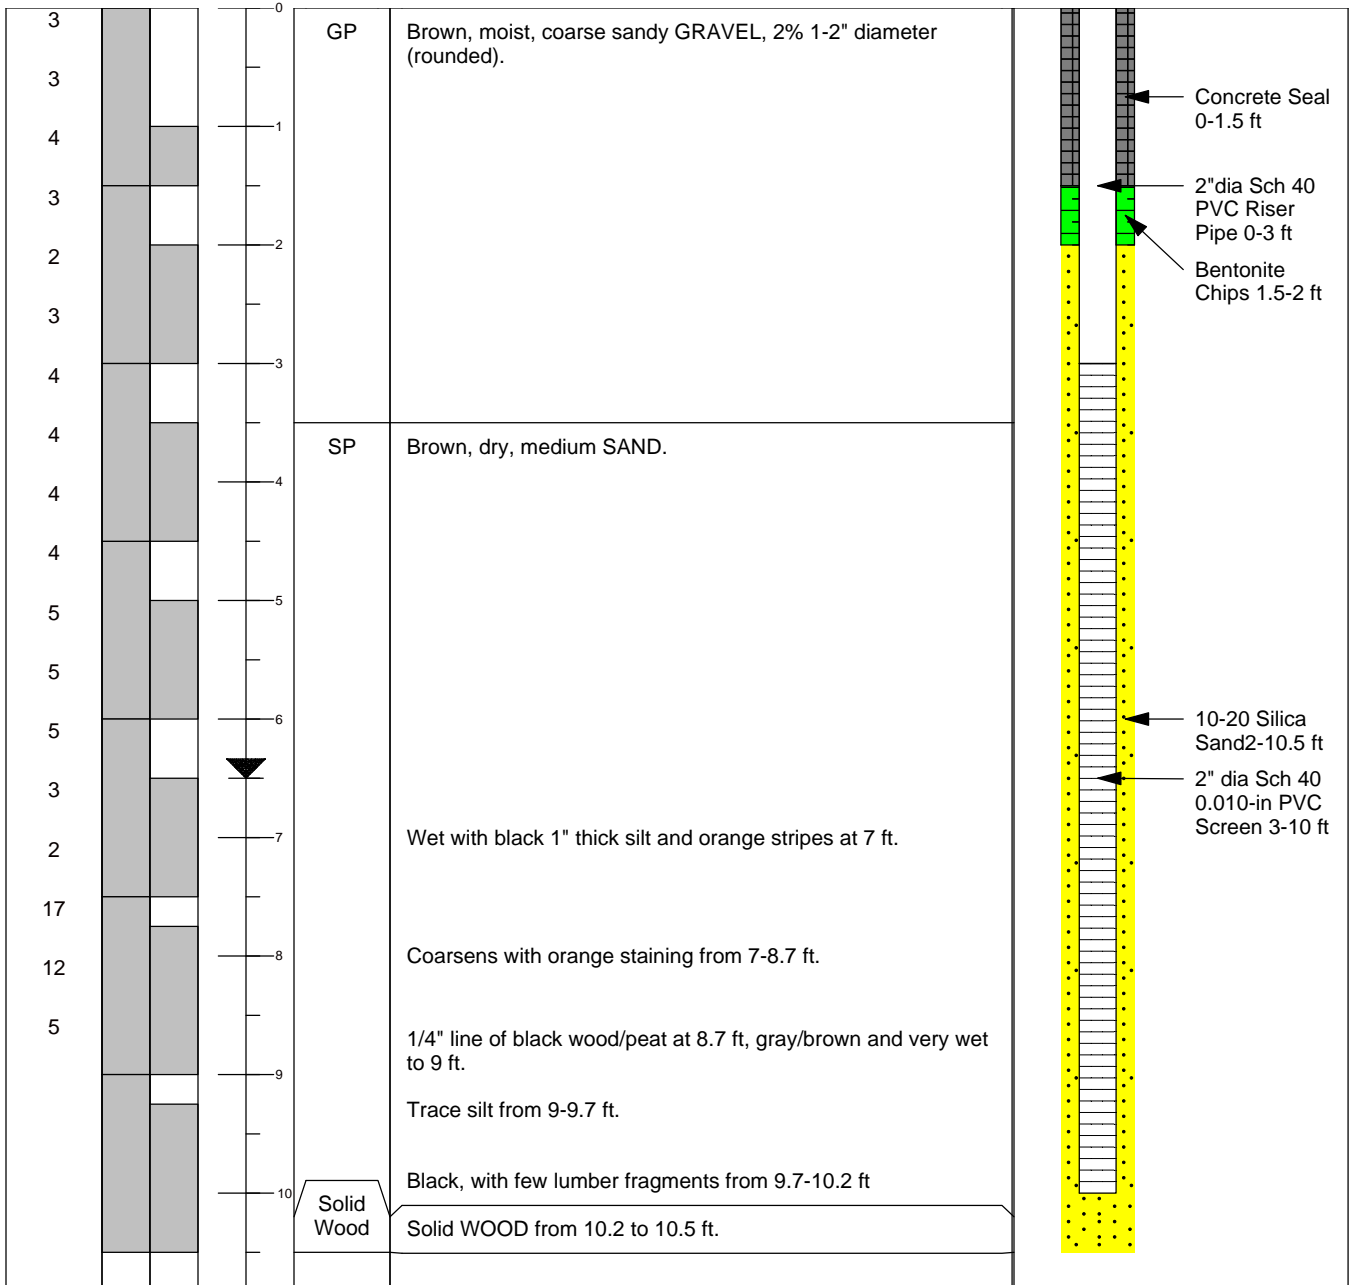 3
3
4
3
2
3
4
4
4
4
5
5
5
3
2
17
12
5
0
1
2
3
4
5
6
7
8
9
10
GP
Brown, moist, coarse sandy GRAVEL, 2% 1-2" diameter
(rounded).
SP
Brown, dry, medium SAND.
Wet with black 1" thick silt and orange stripes at 7 ft.
Coarsens with orange staining from 7-8.7 ft.
1/4" line of black wood/peat at 8.7 ft, gray/brown and very wet
to 9 ft.
Trace silt from 9-9.7 ft.
Black, with few lumber fragments from 9.7-10.2 ft
Solid
Wood
Solid WOOD from 10.2 to 10.5 ft.
Concrete Seal
0-1.5 ft
2"dia Sch 40
PVC Riser
Pipe 0-3 ft
Bentonite
Chips 1.5-2 ft
10-20 Silica
Sand2-10.5 ft
2" dia Sch 40
0.010-in PVC
Screen 3-10 ft